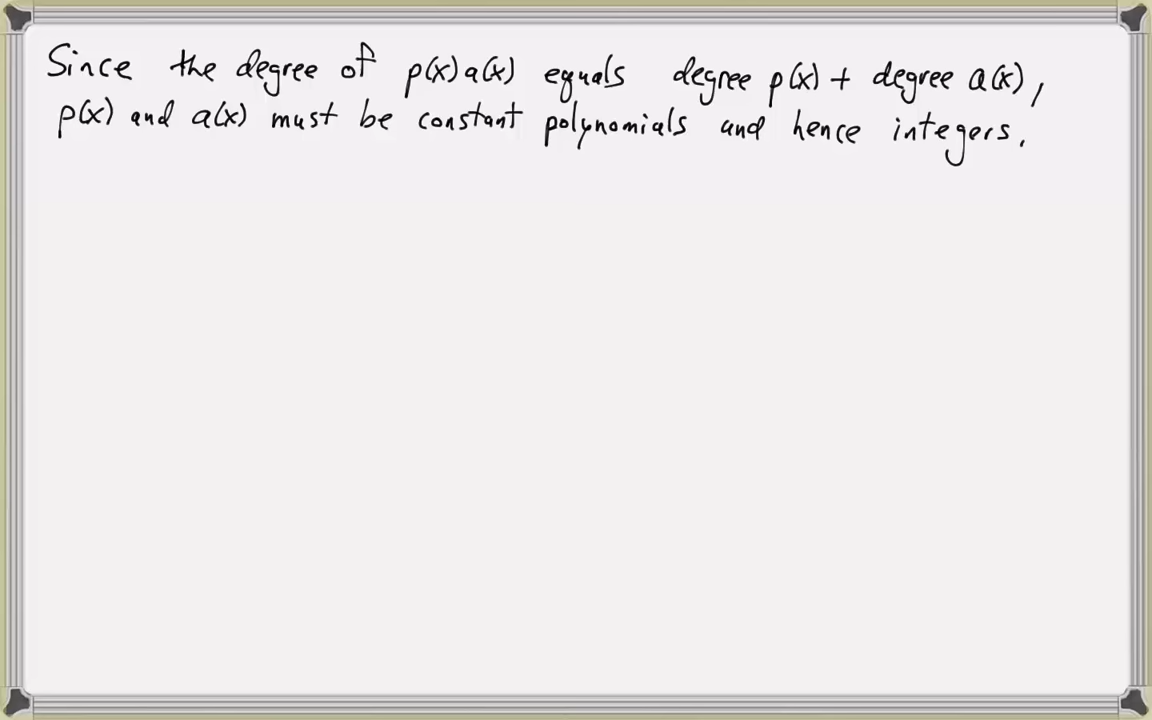 Since the degree of p(x)a(x) equals degree p(x) + degree a(x),
p(x) and a(x) must be constant polynomials and hence integers.